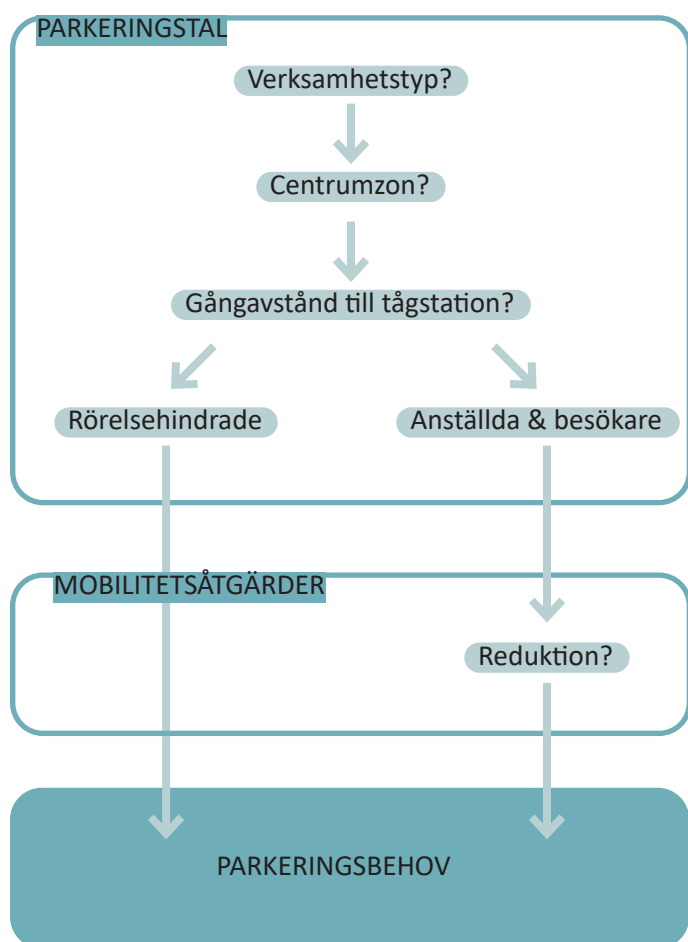 PARKERINGSTAL
Verksamhetstyp?
Centrumzon?
Gångavstånd till tågstation?
Rörelsehindrade
Anställda & besökare
MOBILITETSÅTGÄRDER
Reduktion?
PARKERINGSBEHOV